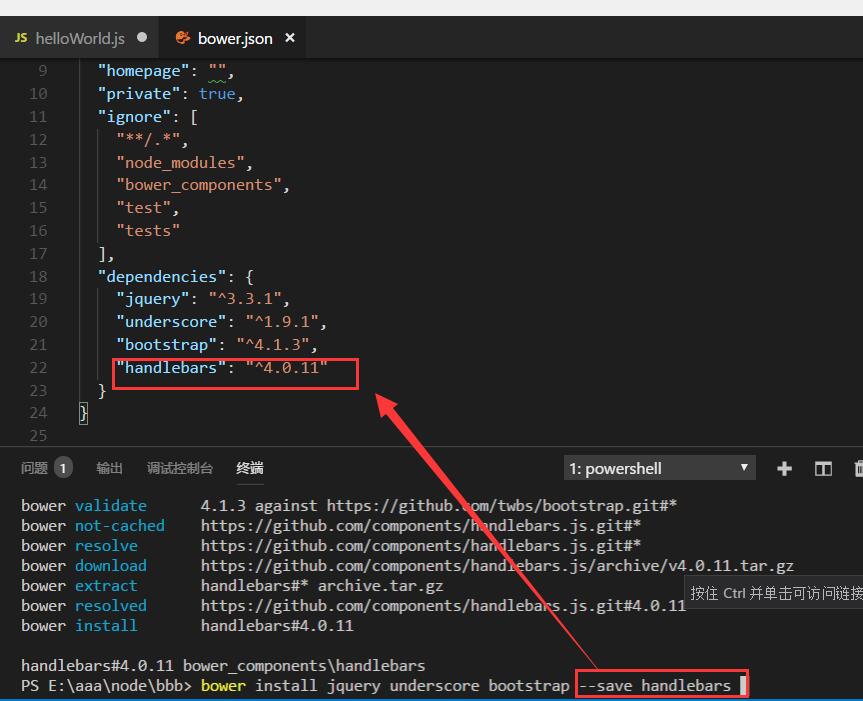 JS helloWorld.js
bower.json ×
9 "homepage": "",
10 "private": true,
11 "ignore": [
12 "**/.*",
13 "node_modules",
14 "bower_components",
15 "test",
16 "tests"
17 ],
18 "dependencies": {
19 "jquery": "^3.3.1",
20 "underscore": "^1.9.1",
21 "bootstrap": "^4.1.3",
22 "handlebars": "^4.0.11"
23 }
24 }
25
问题 1 输出 调试控制台 终端 1: powershell
bower validate 4.1.3 against https://github.com/twbs/bootstrap.git#*
bower not-cached https://github.com/components/handlebars.js.git#*
bower resolve https://github.com/components/handlebars.js.git#*
bower download https://github.com/components/handlebars.js/archive/v4.0.11.tar.gz
bower extract handlebars#* archive.tar.gz
按住 Ctrl 并单击可访问链接
bower resolved https://github.com/components/handlebars.js.git#4.0.11
bower install handlebars#4.0.11
handlebars#4.0.11 bower_components\handlebars
PS E:\aaa\node\bbb> bower install jquery underscore bootstrap --save handlebars